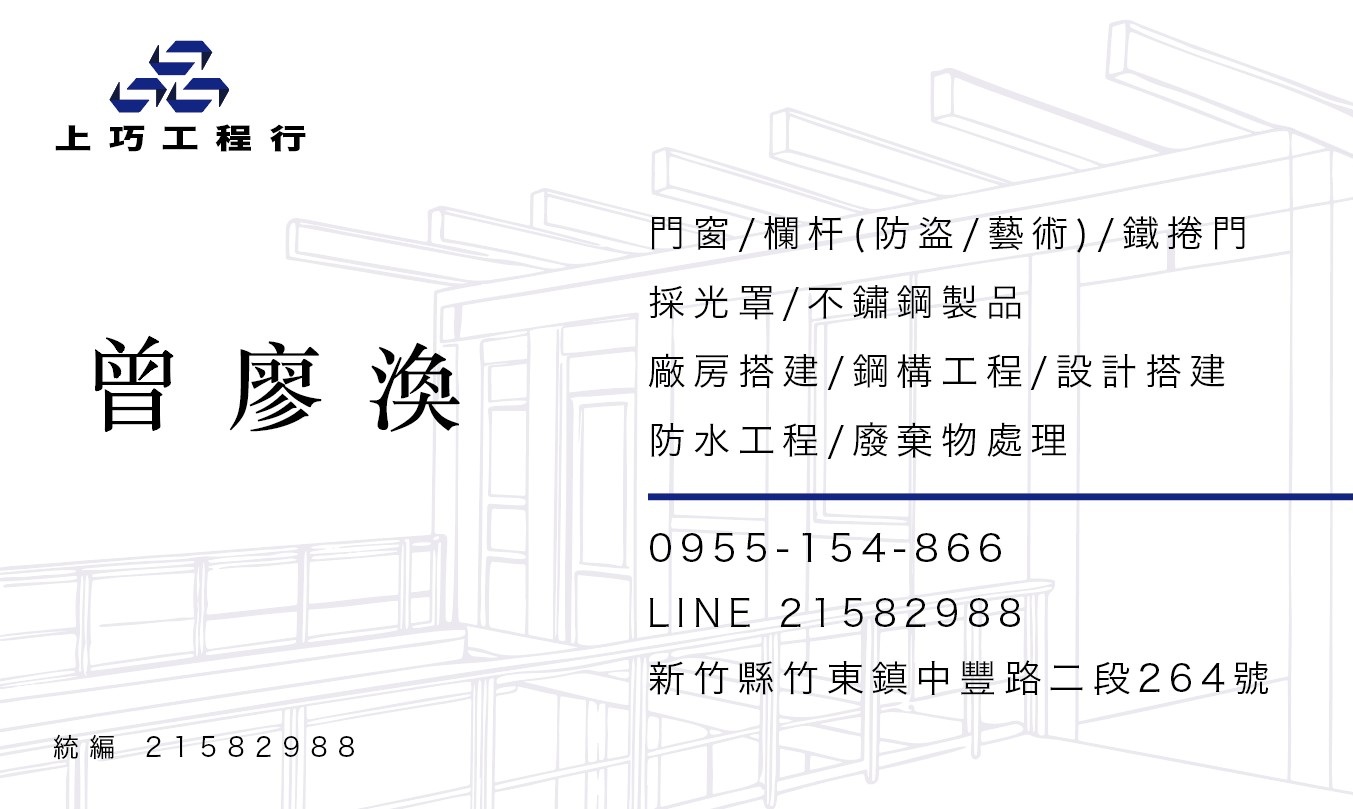 上巧工程行
曾廖渙
門窗/欄杆(防盜/藝術)/鐵捲門
採光罩/不鏽鋼製品
廠房搭建/鋼構工程/設計搭建
防水工程/廢棄物處理
0955-154-866
LINE 21582988
新竹縣竹東鎮中豐路二段264號
統編 21582988